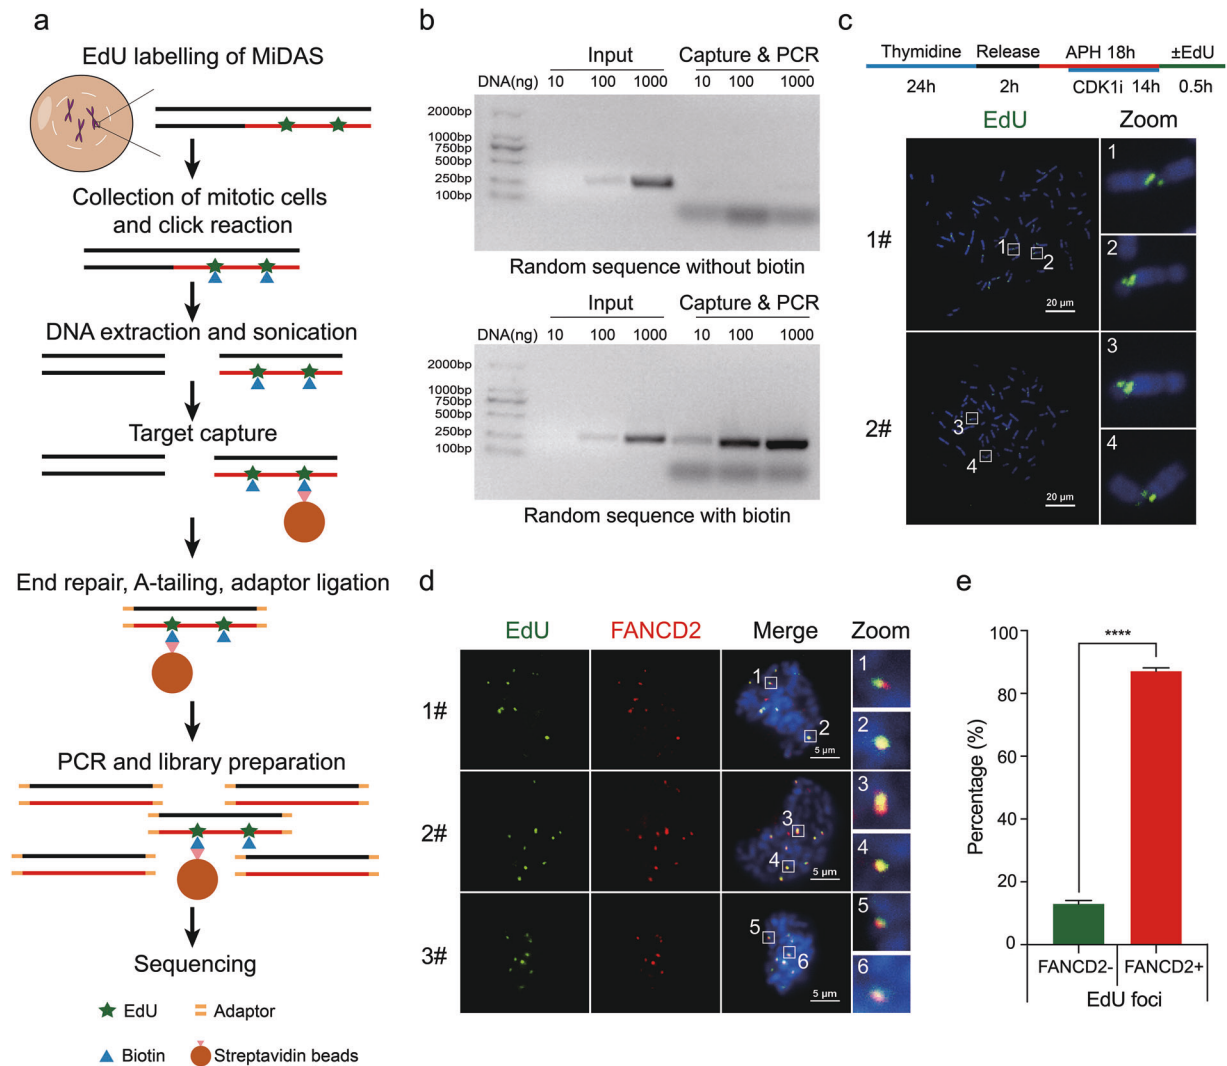 a
EdU labelling of MiDAS
Collection of mitotic cells
and click reaction
DNA extraction and sonication
Target capture
End repair, A-tailing, adaptor ligation
PCR and library preparation
Sequencing
EdU
Adaptor
Biotin
Streptavidin beads
b
Input
Capture & PCR
DNA(ng) 10 100 1000 10 100 1000
2000bp
1000bp
750bp
500bp
250bp
100bp
Random sequence without biotin
Input
Capture & PCR
DNA(ng) 10 100 1000 10 100 1000
2000bp
1000bp
750bp
500bp
250bp
100bp
Random sequence with biotin
c
Thymidine Release APH 18h ±EdU
24h 2h CDK1i 14h 0.5h
EdU Zoom
1#
1
2
20 µm
1
2
2#
3
4
20 µm
3
4
d
EdU FANCD2 Merge Zoom
1#
1
2
5 µm
1
2
2#
3
4
5 µm
3
4
3#
5
6
5 µm
5
6
e
Percentage (%)
100
80
60
40
20
0
****
FANCD2- FANCD2+
EdU foci